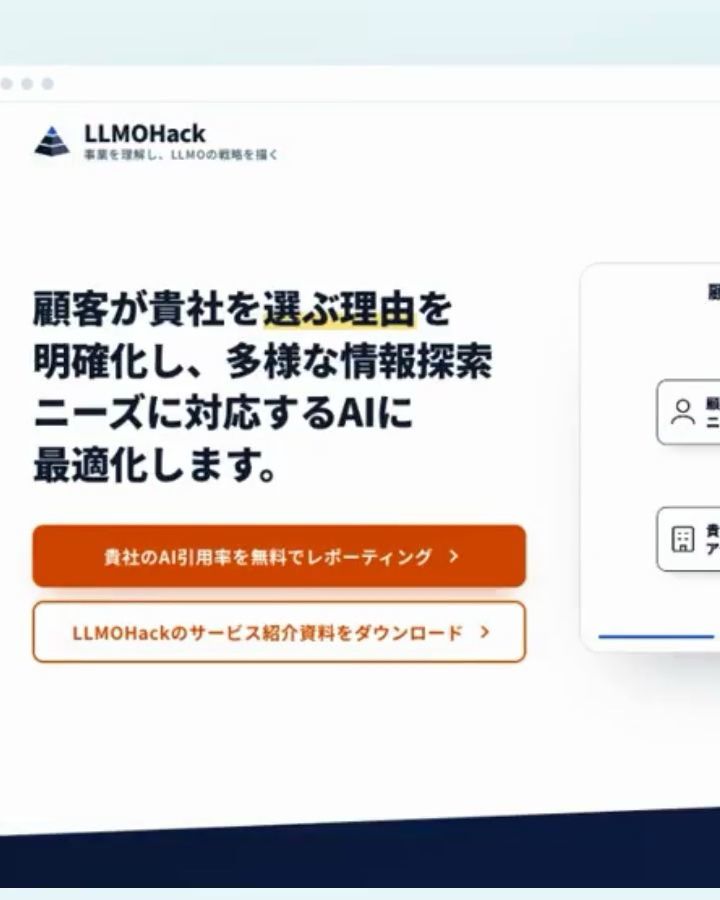 LLMOHack
事業を理解し、LLMOの戦略を描く
顧客が貴社を選ぶ理由を
明確化し、多様な情報探索
ニーズに対応するAIに
最適化します。
貴社のAI引用率を無料でレポーティング
LLMOHackのサービス紹介資料をダウンロード
顧
ニ
貴
ア